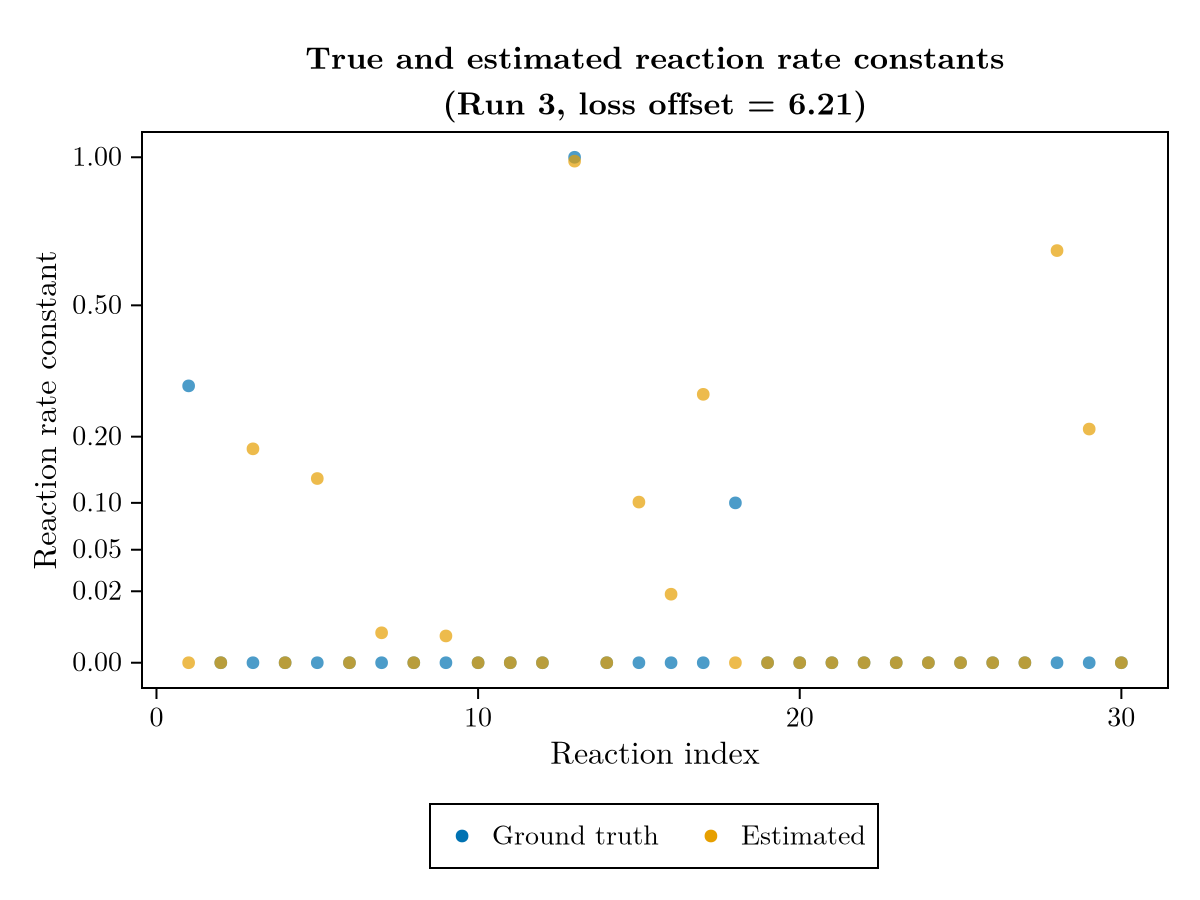 True and estimated reaction rate constants
(Run 3, loss offset = 6.21)
Reaction rate constant
1.00
0.50
0.20
0.10
0.05
0.02
0.00
0
10
20
30
Reaction index
Ground truth
Estimated